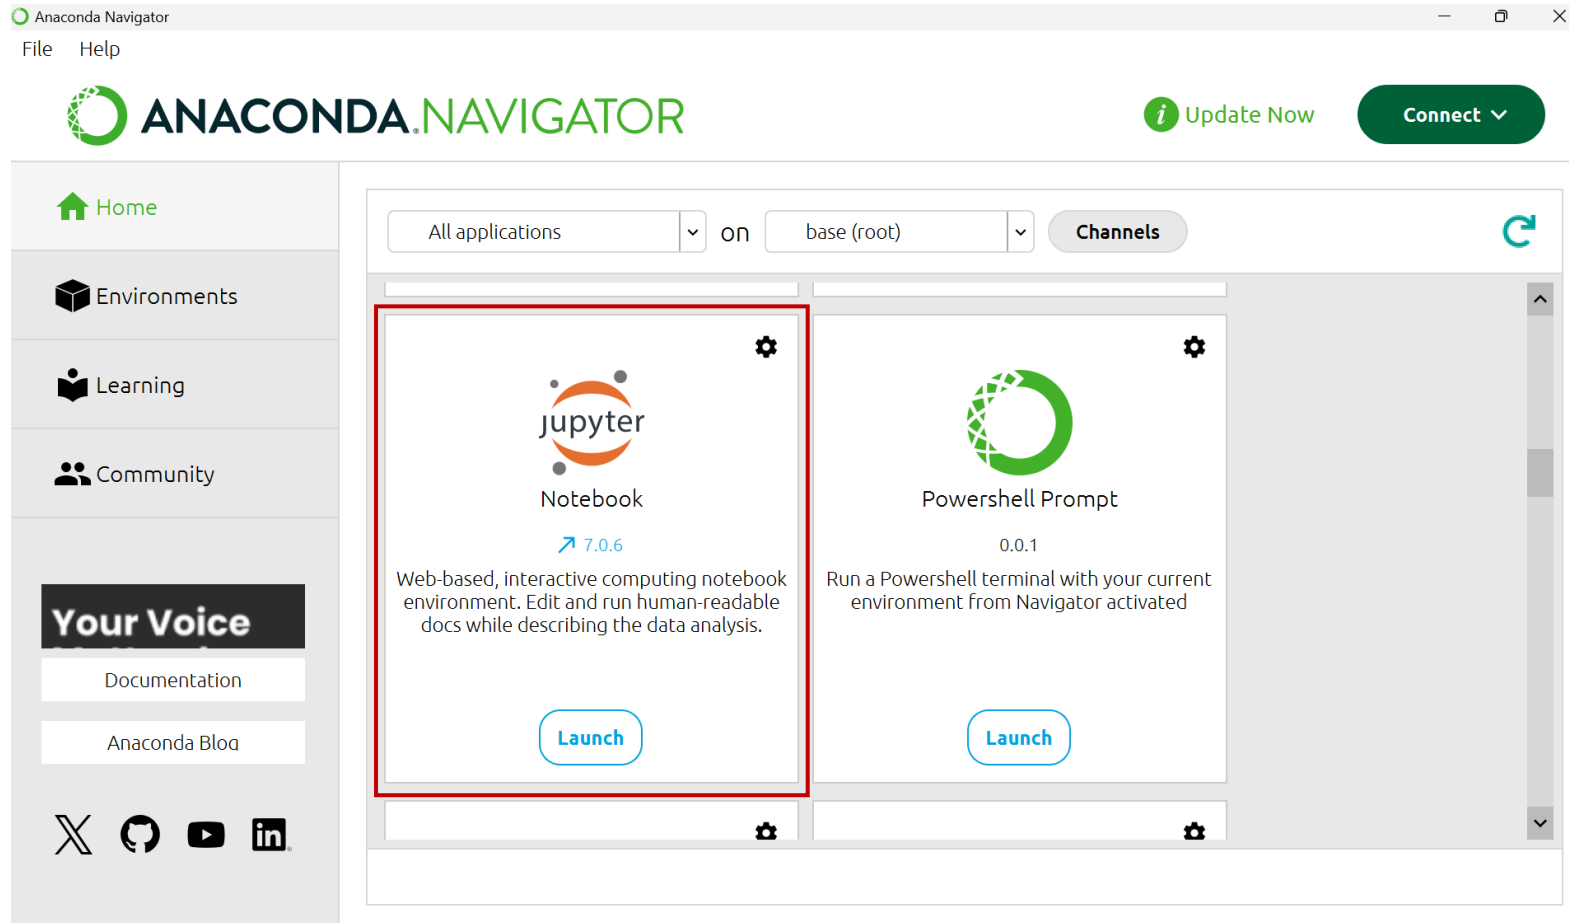 Anaconda Navigator
File Help
ANACONDA.NAVIGATOR
i Update Now
Connect
Home
Environments
Learning
Community
Your Voice
Documentation
Anaconda Blog
in
All applications on base (root) Channels
jupyter
Notebook
7.0.6
Web-based, interactive computing notebook
environment. Edit and run human-readable
docs while describing the data analysis.
Launch
Powershell Prompt
0.0.1
Run a Powershell terminal with your current
environment from Navigator activated
Launch